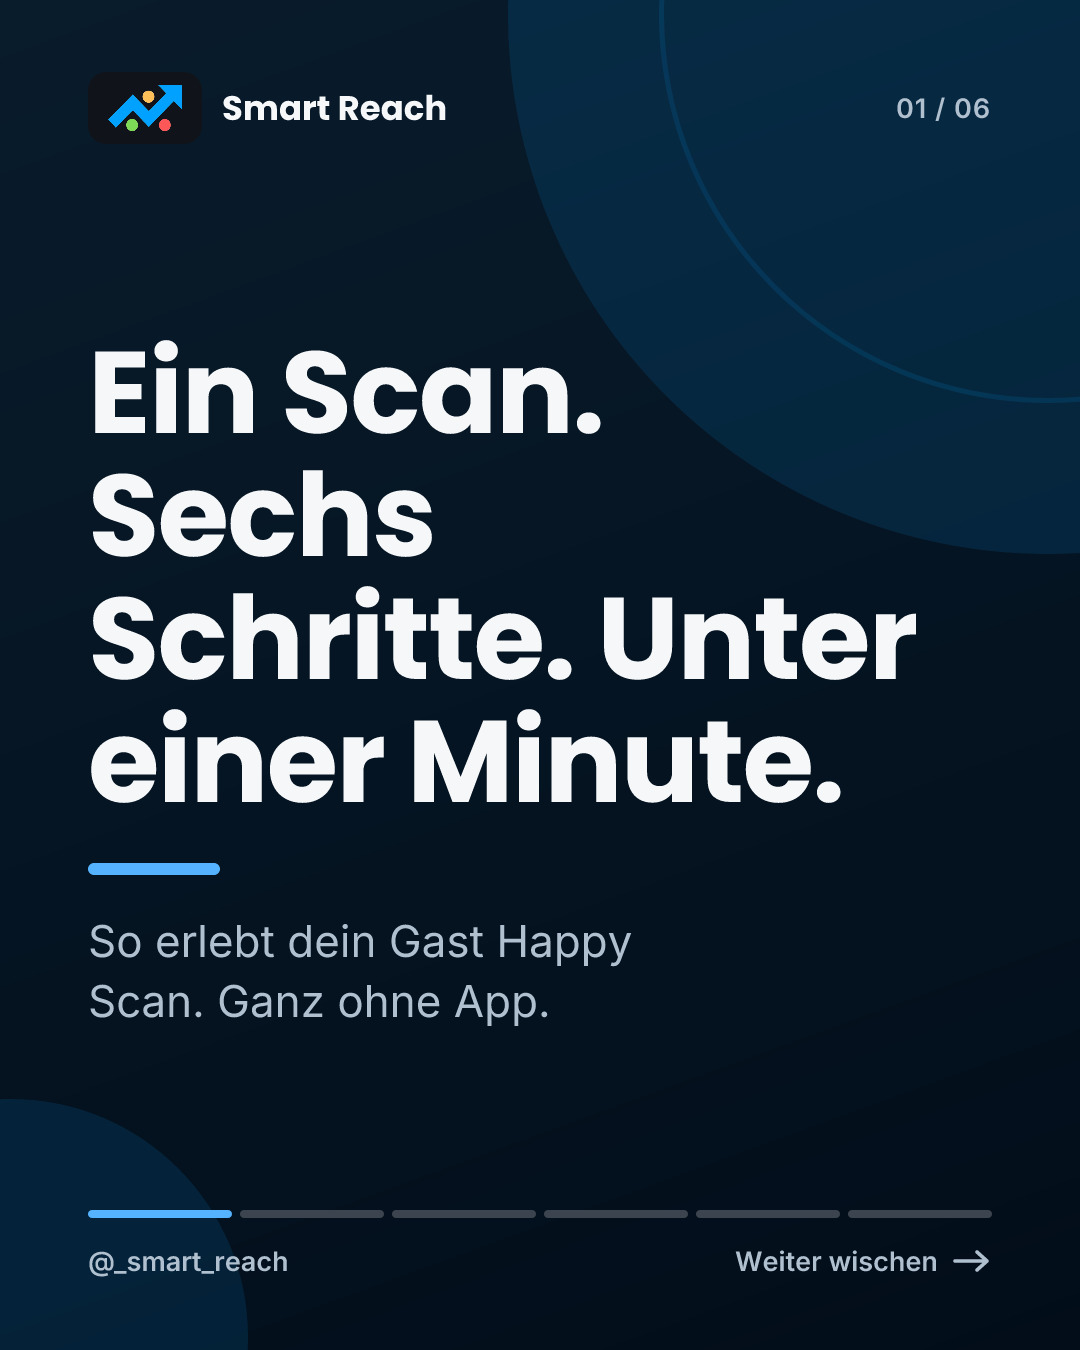 Smart Reach
01 / 06
Ein Scan.
Sechs
Schritte. Unter
einer Minute.
So erlebt dein Gast Happy
Scan. Ganz ohne App.
@_smart_reach
Weiter wischen →